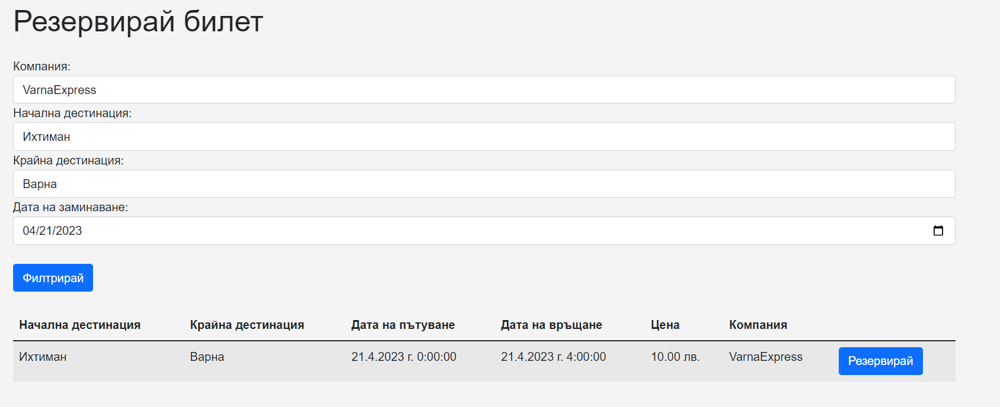 Резервирай билет
Компания:
VarnaExpress
Начална дестинация:
Ихтиман
Крайна дестинация:
Варна
Дата на заминаване:
04/21/2023
Филтрирай
Начална дестинация Крайна дестинация Дата на пътуване Дата на връщане Цена Компания
Ихтиман Варна 21.4.2023 г. 0:00:00 21.4.2023 г. 4:00:00 10.00 лв. VarnaExpress Резервирай